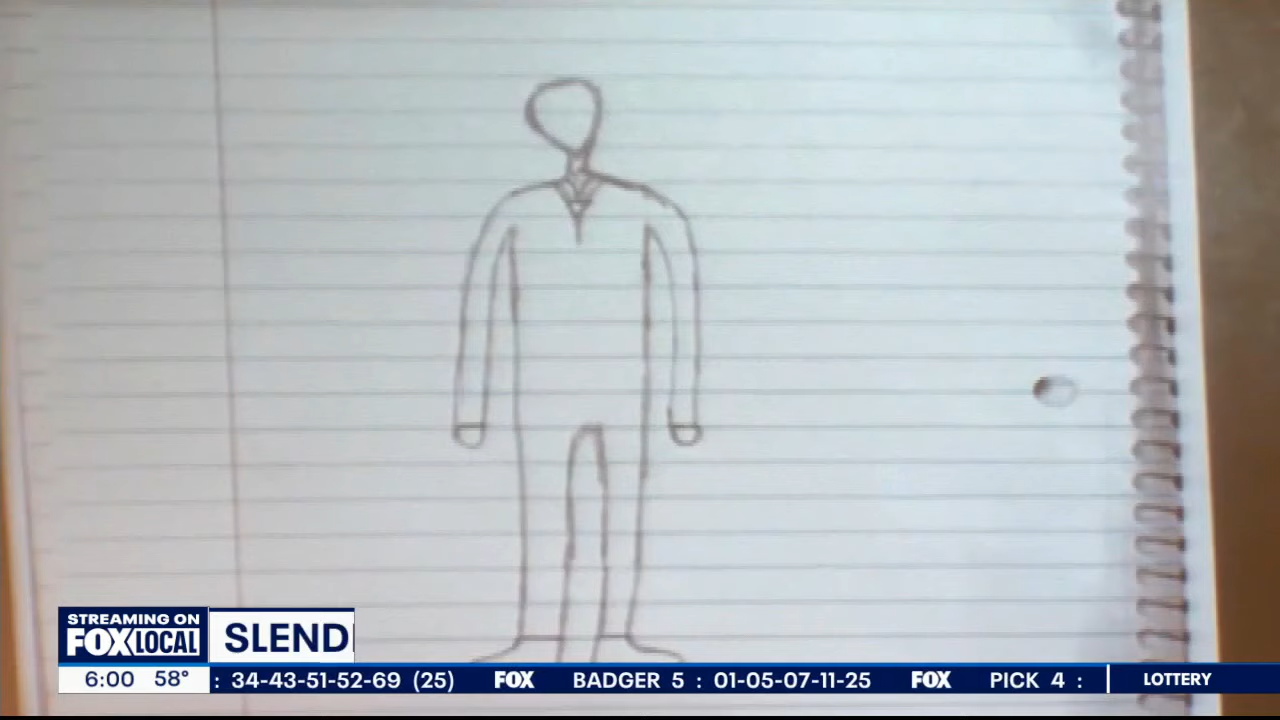 STREAMING ON
FOX LOCAL
SLEND
6:00 58°
: 34-43-51-52-69 (25) FOX BADGER 5 : 01-05-07-11-25 FOX PICK 4 :
LOTTERY